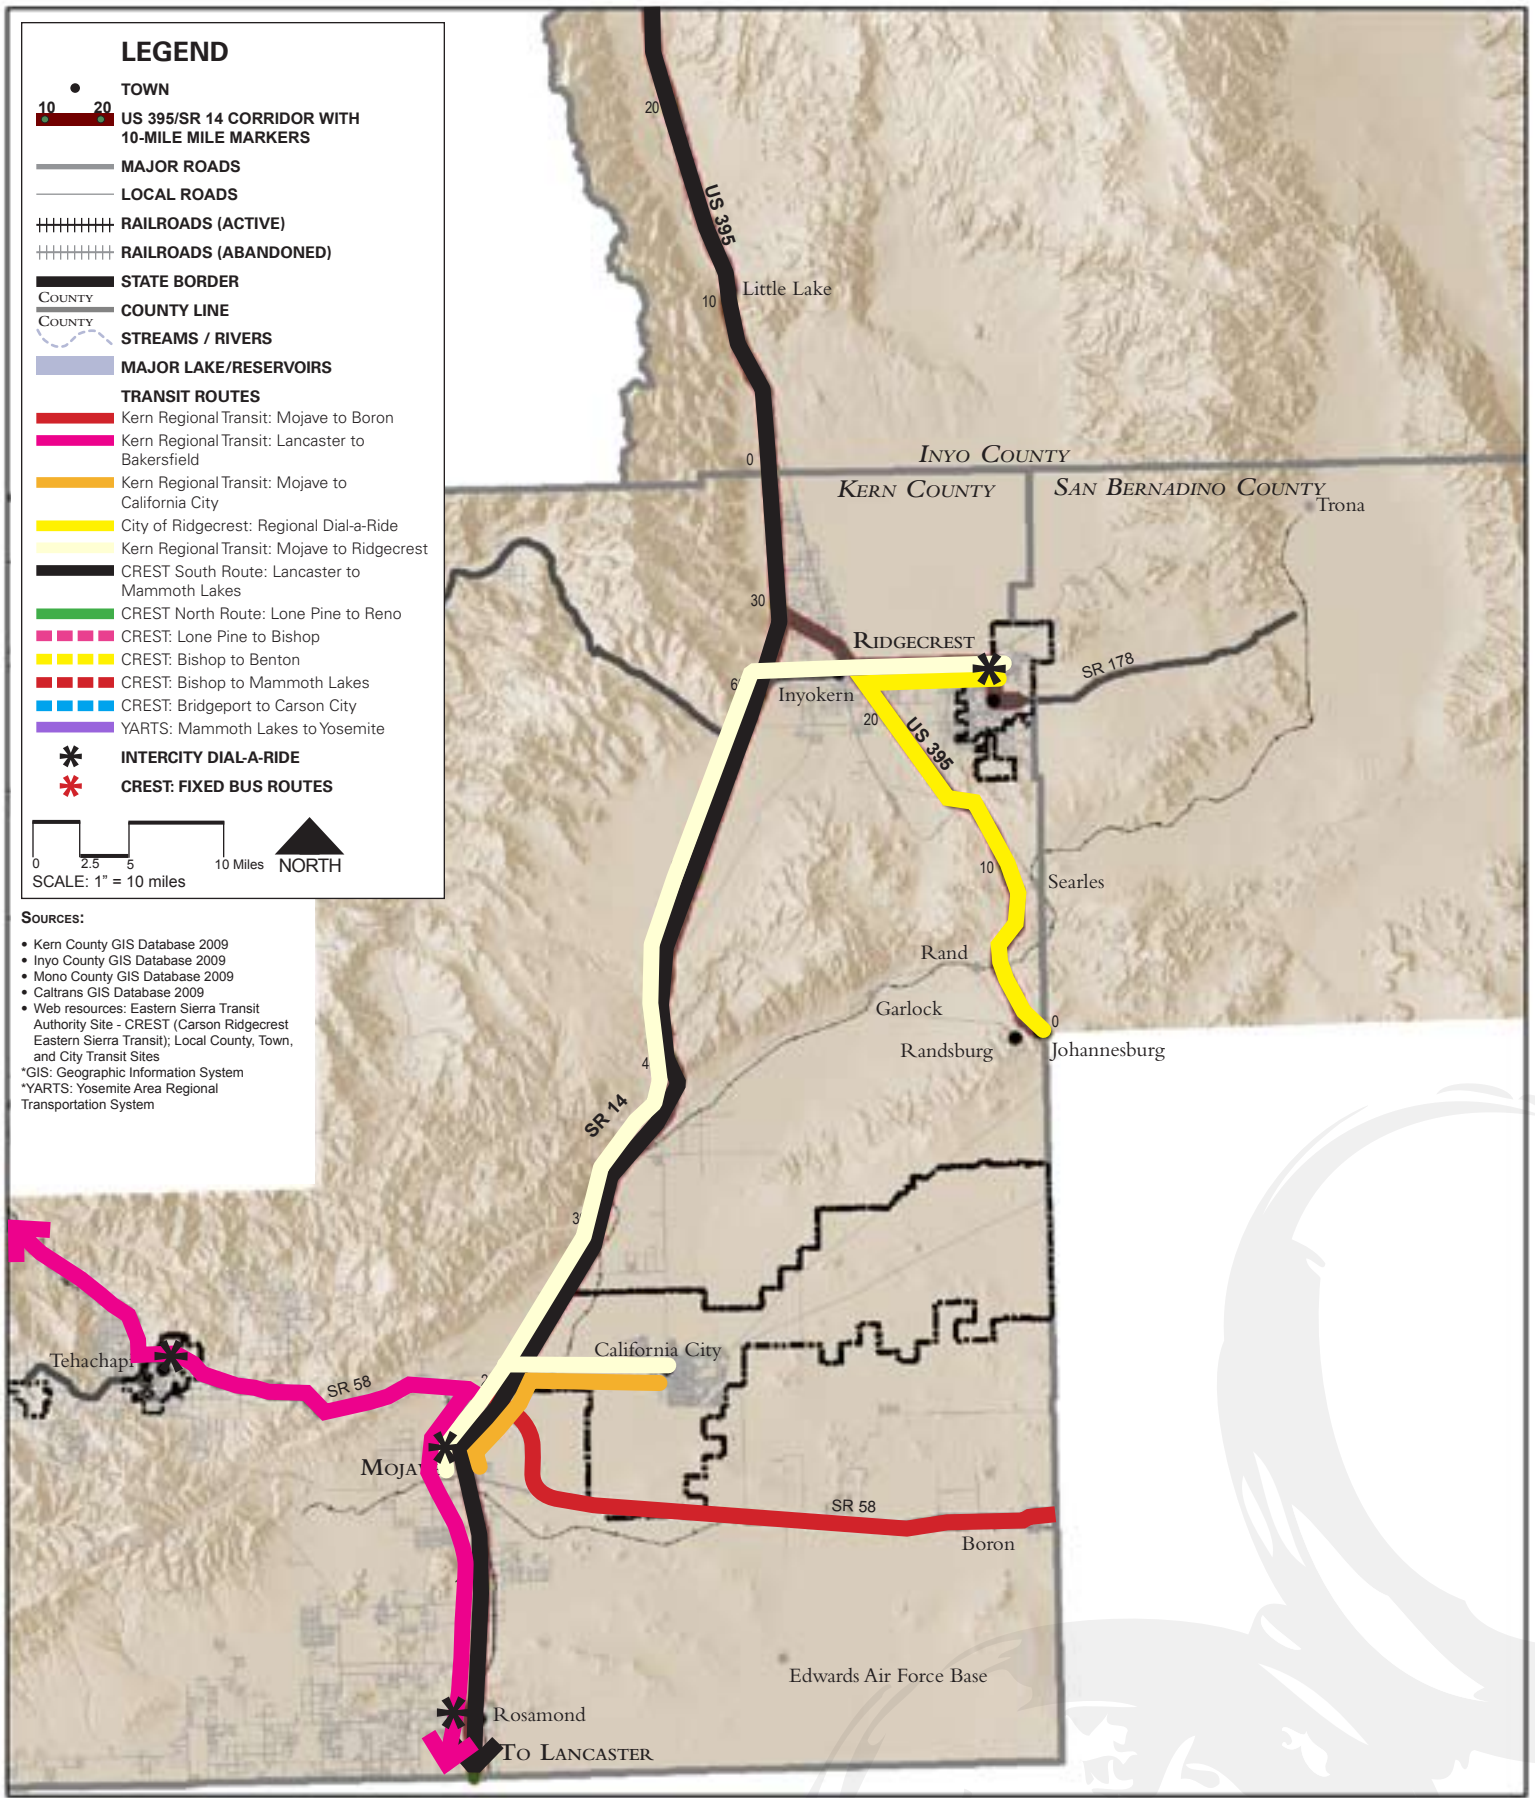 LEGEND
TOWN
10 20
US 395/SR 14 CORRIDOR WITH
10-MILE MILE MARKERS
MAJOR ROADS
LOCAL ROADS
RAILROADS (ACTIVE)
RAILROADS (ABANDONED)
STATE BORDER
COUNTY
COUNTY LINE
COUNTY
STREAMS / RIVERS
MAJOR LAKE/RESERVOIRS
TRANSIT ROUTES
Kern Regional Transit: Mojave to Boron
Kern Regional Transit: Lancaster to
Bakersfield
Kern Regional Transit: Mojave to
California City
City of Ridgecrest: Regional Dial-a-Ride
Kern Regional Transit: Mojave to Ridgecrest
CREST South Route: Lancaster to
Mammoth Lakes
CREST North Route: Lone Pine to Reno
CREST: Lone Pine to Bishop
CREST: Bishop to Benton
CREST: Bishop to Mammoth Lakes
CREST: Bridgeport to Carson City
YARTS: Mammoth Lakes to Yosemite
INTERCITY DIAL-A-RIDE
CREST: FIXED BUS ROUTES
0 2.5 5 10 Miles
NORTH
SCALE: 1" = 10 miles
SOURCES:
• Kern County GIS Database 2009
• Inyo County GIS Database 2009
• Mono County GIS Database 2009
• Caltrans GIS Database 2009
• Web resources: Eastern Sierra Transit
Authority Site - CREST (Carson Ridgecrest
Eastern Sierra Transit); Local County, Town,
and City Transit Sites
*GIS: Geographic Information System
*YARTS: Yosemite Area Regional
Transportation System
20
US 395
Little Lake
10
0
INYO COUNTY
KERN COUNTY
SAN BERNADINO COUNTY
Trona
30
RIDGECREST
SR 178
6
Inyokern
20
US 395
10
Searles
Rand
Garlock
0
Randsburg
Johannesburg
4
SR 14
3
California City
Tehachapi
SR 58
2
MOJA
SR 58
Boron
Edwards Air Force Base
Rosamond
TO LANCASTER